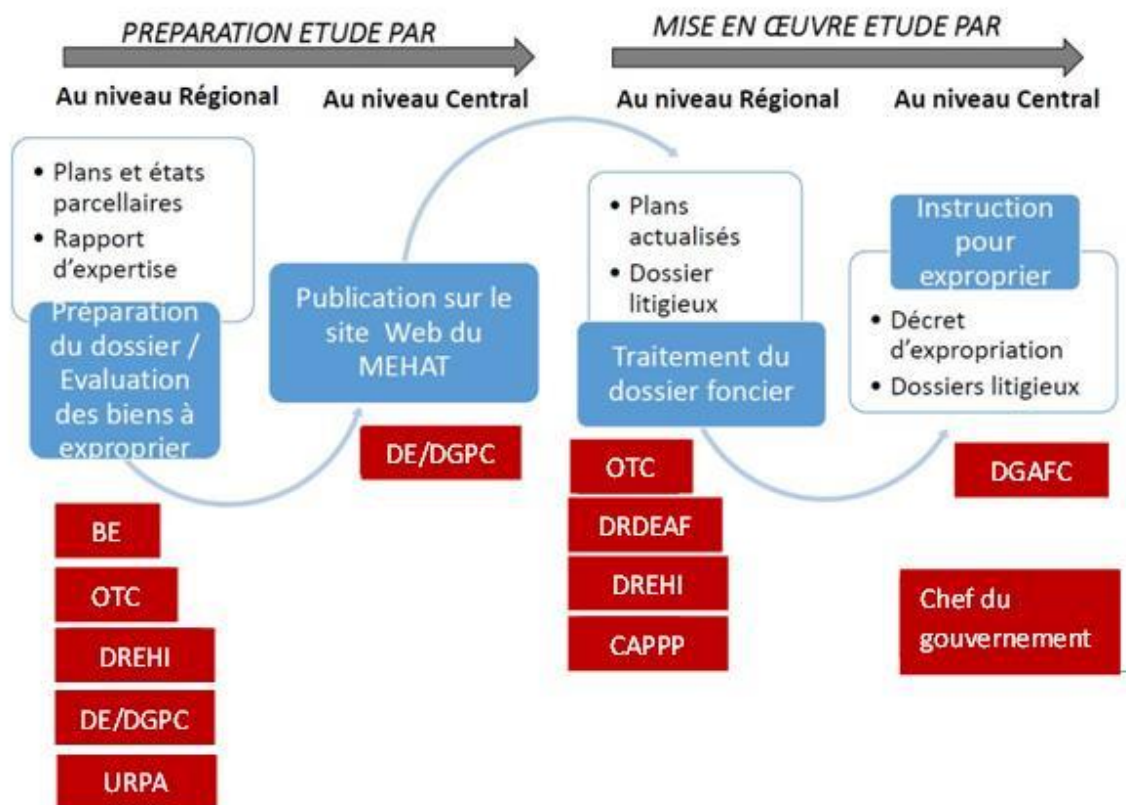 PREPARATION ETUDE PAR
MISE EN ŒUVRE ETUDE PAR
Au niveau Régional
Au niveau Central
Au niveau Régional
Au niveau Central
• Plans et états
parcellaires
• Rapport
d’expertise
Préparation
du dossier /
Evaluation
des biens à
exproprier
BE
OTC
DREHI
DE/DGPC
URPA
Publication sur le
site Web du
MEHAT
DE/DGPC
• Plans
actualisés
• Dossier
litigieux
Traitement du
dossier foncier
OTC
DRDEAF
DREHI
CAPPP
Instruction
pour
exproprier
• Décret
d’expropriation
• Dossiers litigieux
DGAFC
Chef du
gouvernement